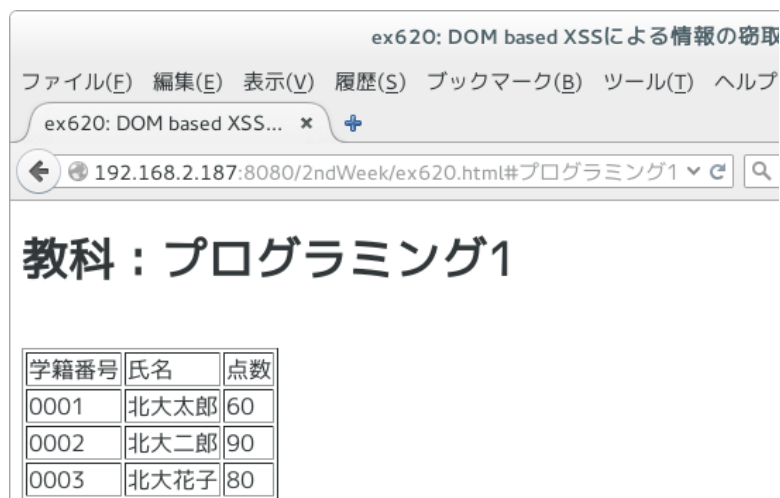 ex620: DOM based XSSによる情報の窃取
ファイル(F) 編集(E) 表示(V) 履歴(S) ブックマーク(B) ツール(T) ヘルプ
ex620: DOM based XSS... × +
192.168.2.187:8080/2ndWeek/ex620.html#プログラミング1
教科：プログラミング1
学籍番号 氏名 点数
0001 北大太郎 60
0002 北大二郎 90
0003 北大花子 80